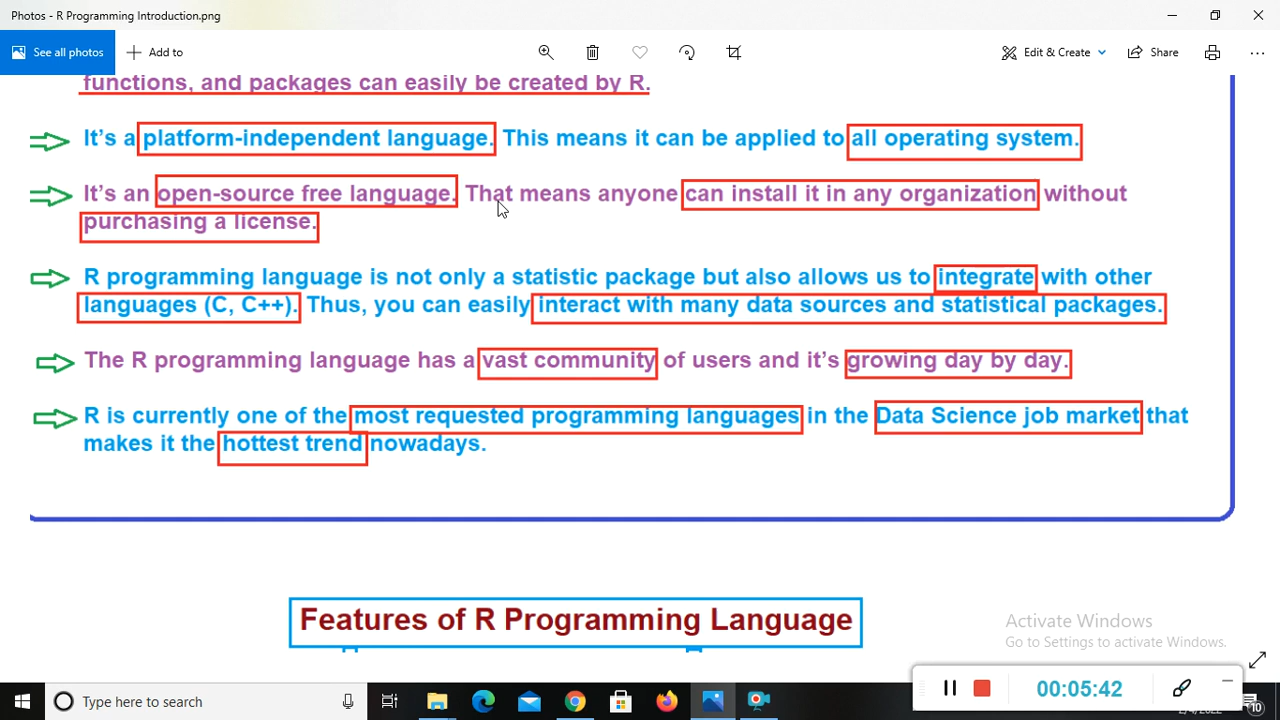 Photos - R Programming Introduction.png
See all photos
Add to
Edit & Create
Share
functions, and packages can easily be created by R.
It's a platform-independent language. This means it can be applied to all operating system.
It's an open-source free language. That means anyone can install it in any organization without
purchasing a license.
R programming language is not only a statistic package but also allows us to integrate with other
languages (C, C++). Thus, you can easily interact with many data sources and statistical packages.
The R programming language has a vast community of users and it's growing day by day.
R is currently one of the most requested programming languages in the Data Science job market that
makes it the hottest trend nowadays.
Features of R Programming Language
Activate Windows
Go to Settings to activate Windows.
Type here to search
00:05:42
10